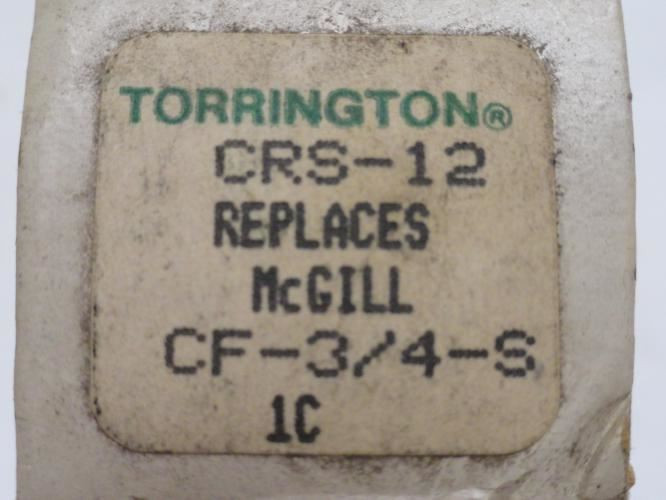 TORRINGTON®
CRS-12
REPLACES
McGILL
CF-3/4-S
1C